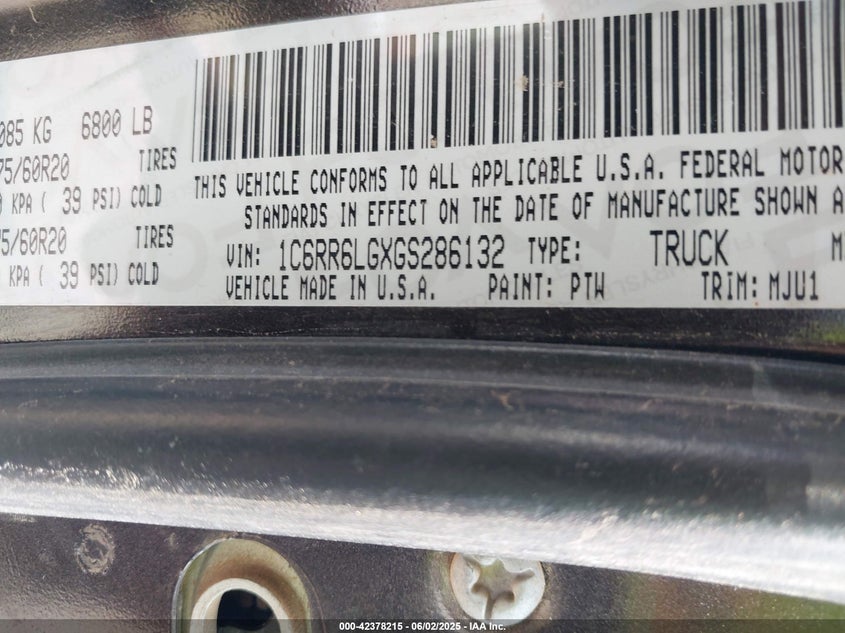 085 KG 6800 LB
75/60R20 TIRES
KPA ( 39 PSI) COLD
75/60R20 TIRES
KPA ( 39 PSI) COLD
THIS VEHICLE CONFORMS TO ALL APPLICABLE U.S.A. FEDERAL MOTOR
STANDARDS IN EFFECT ON THE DATE OF MANUFACTURE SHOWN A
VIN: 1C6RR6LGXGS286132 TYPE: TRUCK M
VEHICLE MADE IN U.S.A. PAINT: PTW TRIM: MJU1
000-42378215 - 06/02/2025 - IAA Inc.